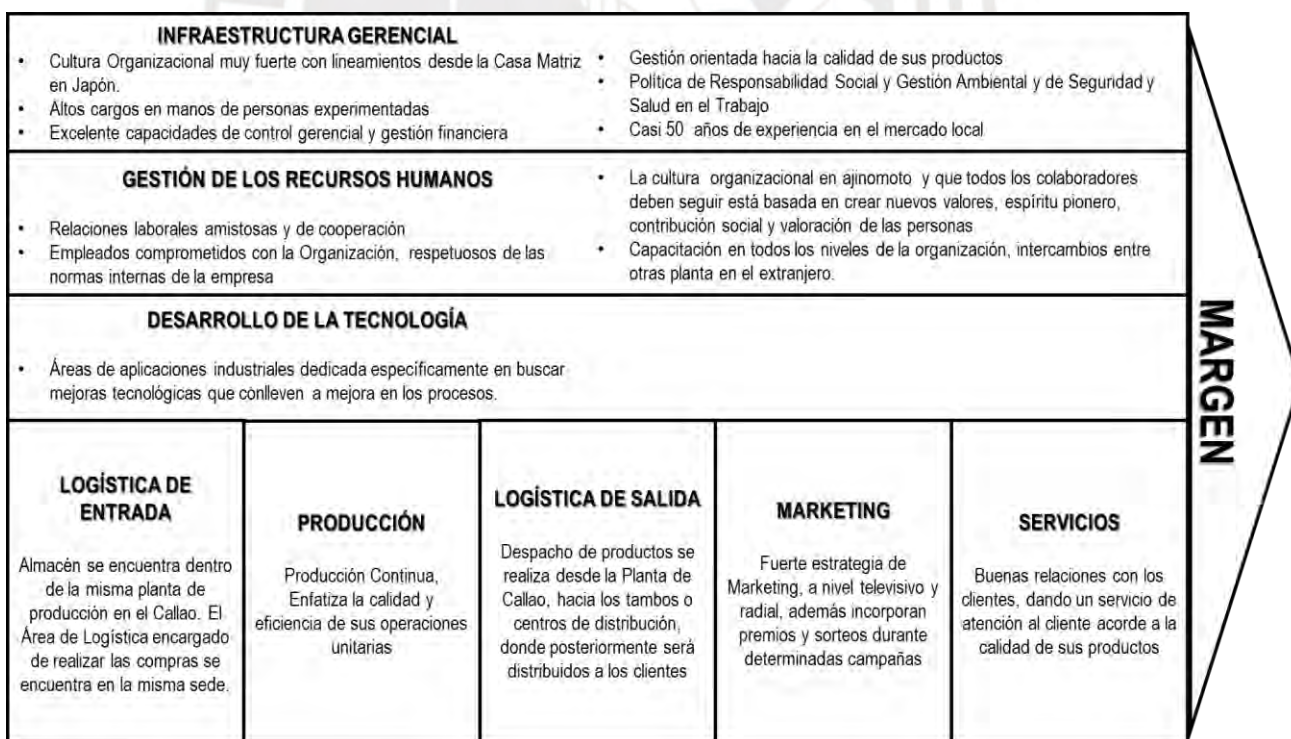 INFRAESTRUCTURA GERENCIAL
• Cultura Organizacional muy fuerte con lineamientos desde la Casa Matriz
en Japón.
• Altos cargos en manos de personas experimentadas
• Excelente capacidades de control gerencial y gestión financiera
• Gestión orientada hacia la calidad de sus productos
• Política de Responsabilidad Social y Gestión Ambiental y de Seguridad y
Salud en el Trabajo
• Casi 50 años de experiencia en el mercado local
GESTIÓN DE LOS RECURSOS HUMANOS
• Relaciones laborales amistosas y de cooperación
• Empleados comprometidos con la Organización, respetuosos de las
normas internas de la empresa
• La cultura organizacional en ajinomoto y que todos los colaboradores
deben seguir está basada en crear nuevos valores, espíritu pionero,
contribución social y valoración de las personas
• Capacitación en todos los niveles de la organización, intercambios entre
otras planta en el extranjero.
DESARROLLO DE LA TECNOLOGÍA
• Áreas de aplicaciones industriales dedicada específicamente en buscar
mejoras tecnológicas que conlleven a mejora en los procesos.
LOGÍSTICA DE
ENTRADA
Almacén se encuentra dentro
de la misma planta de
producción en el Callao. El
Área de Logística encargado
de realizar las compras se
encuentra en la misma sede.
PRODUCCIÓN
Producción Continua,
Enfatiza la calidad y
eficiencia de sus operaciones
unitarias
LOGÍSTICA DE SALIDA
Despacho de productos se
realiza desde la Planta de
Callao, hacia los tambos o
centros de distribución,
donde posteriormente será
distribuidos a los clientes
MARKETING
Fuerte estrategia de
Marketing, a nivel televisivo y
radial, además incorporan
premios y sorteos durante
determinadas campañas
SERVICIOS
Buenas relaciones con los
clientes, dando un servicio de
atención al cliente acorde a la
calidad de sus productos
MARGEN